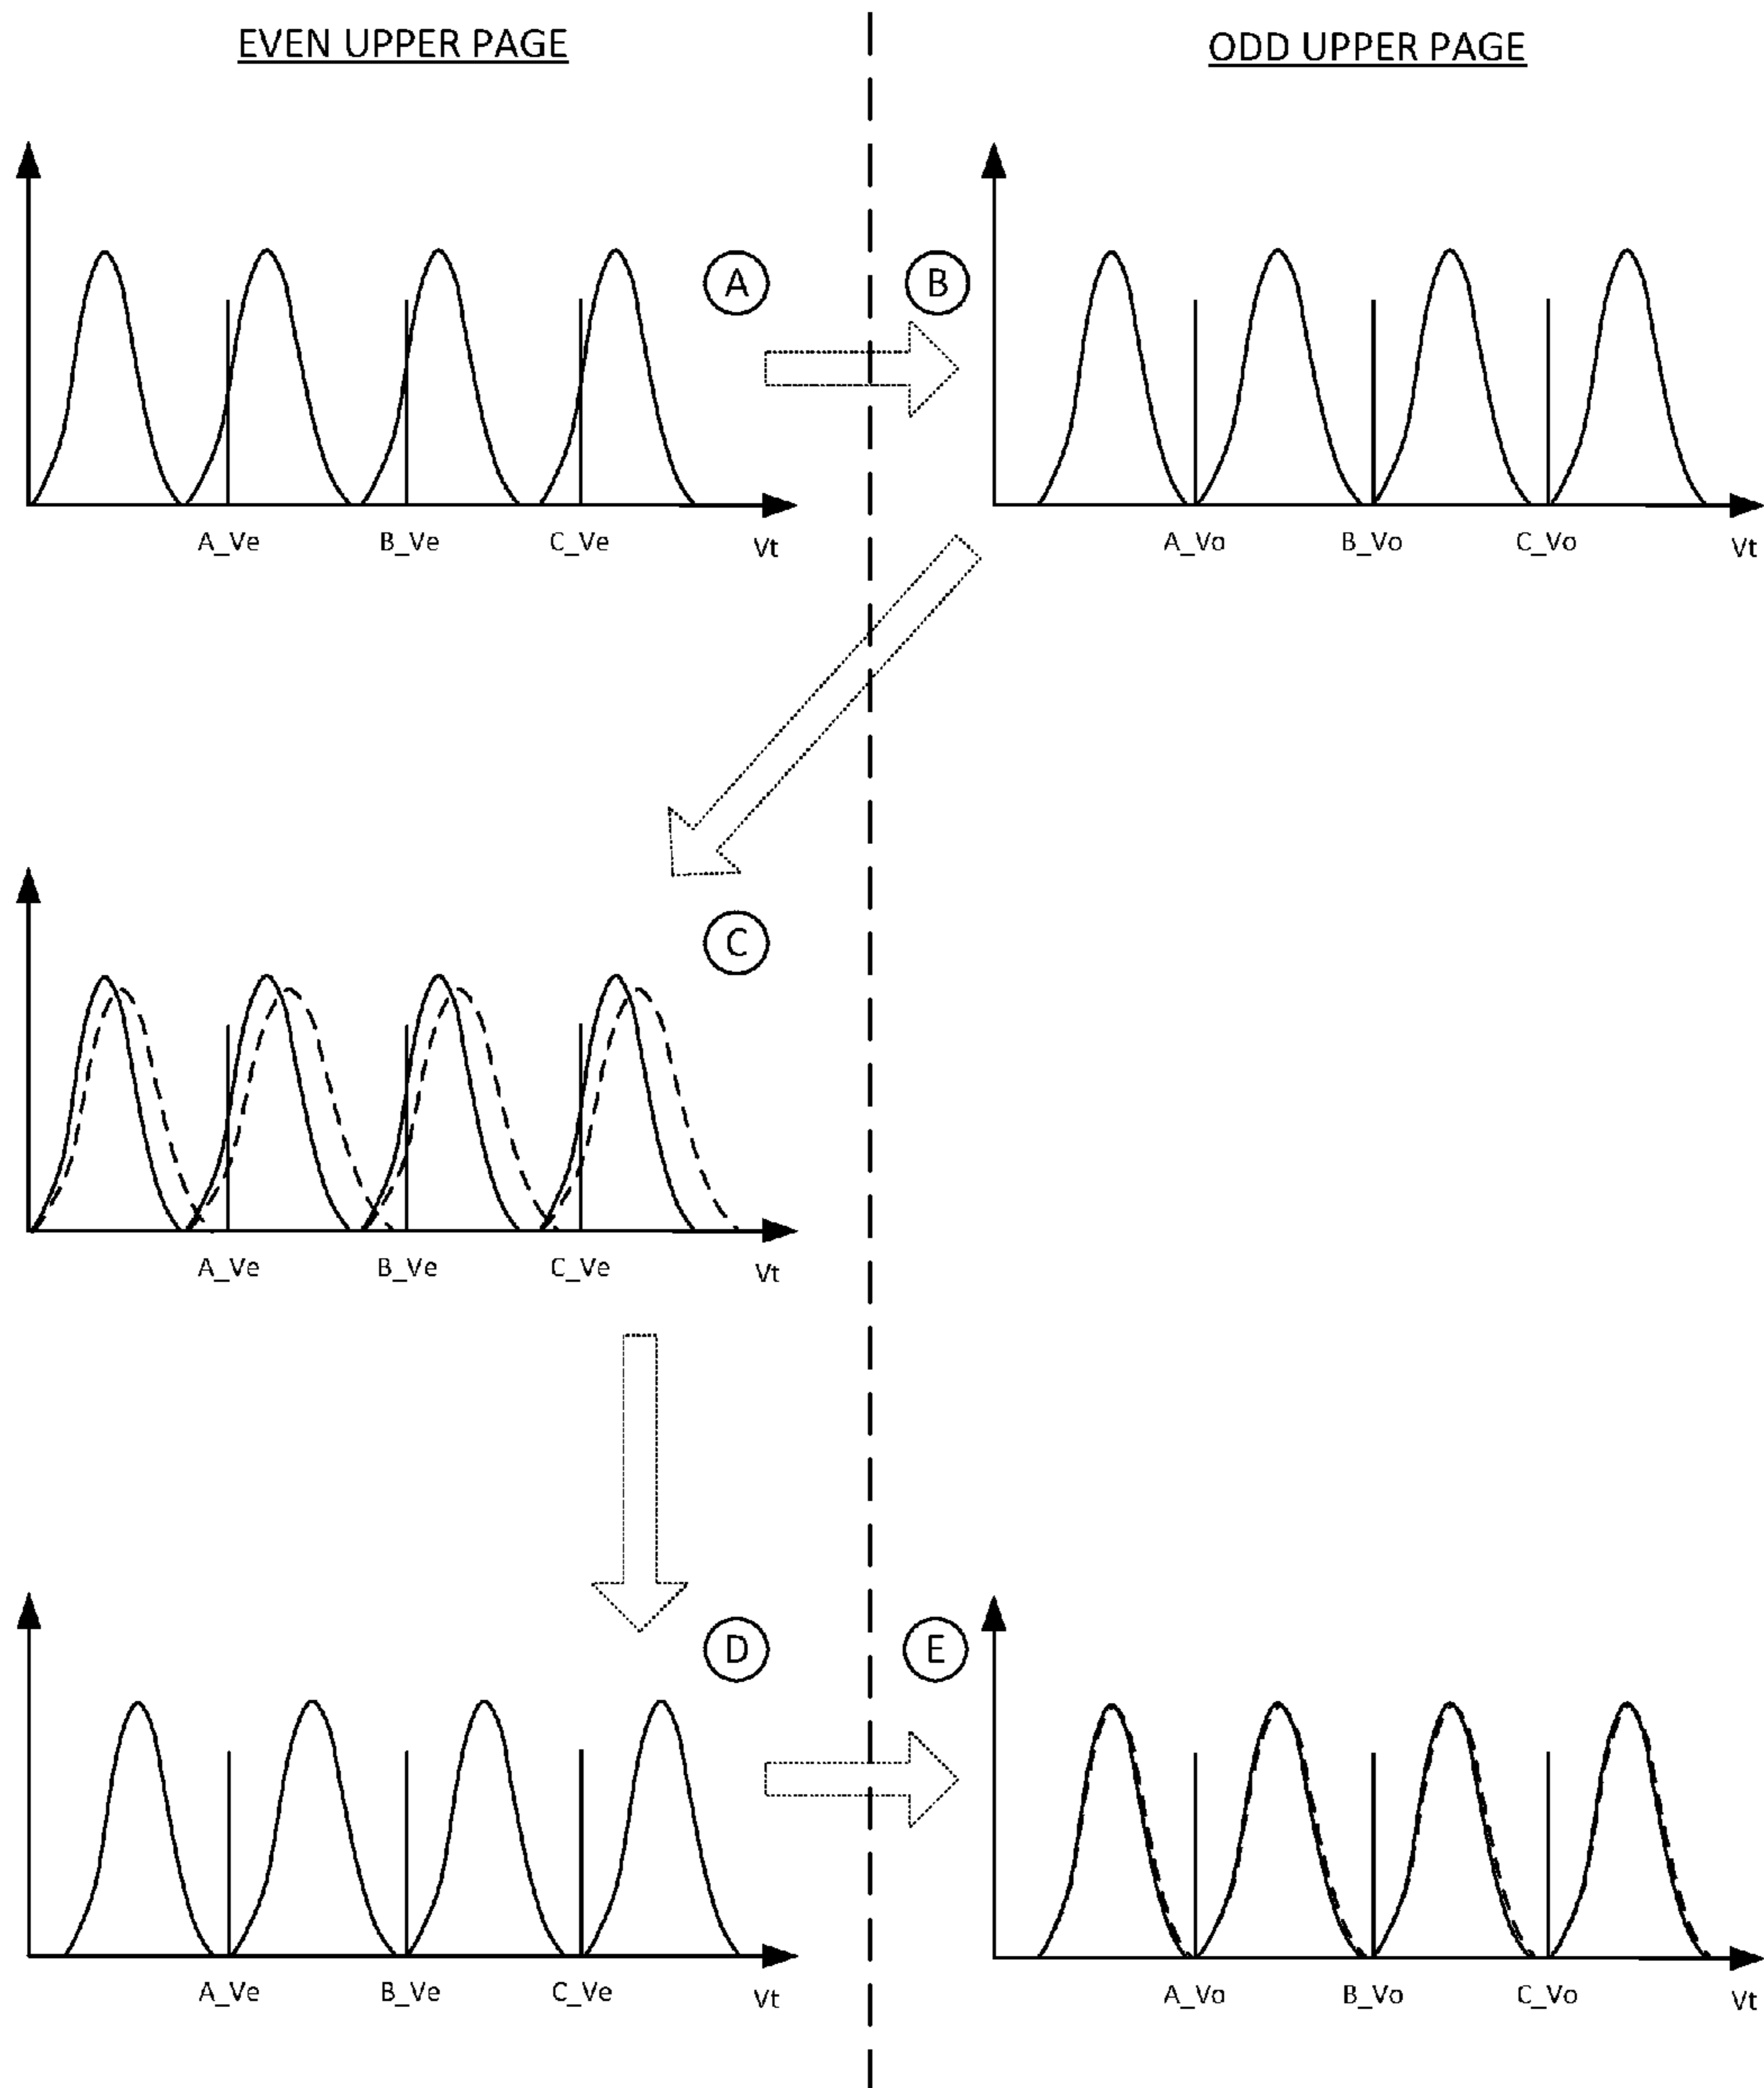 EVEN UPPER PAGE
ODD UPPER PAGE
A
B
A_Ve
B_Ve
C_Ve
Vt
A_Vo
B_Vo
C_Vo
Vt
C
A_Ve
B_Ve
C_Ve
Vt
D
E
A_Ve
B_Ve
C_Ve
Vt
A_Vo
B_Vo
C_Vo
Vt